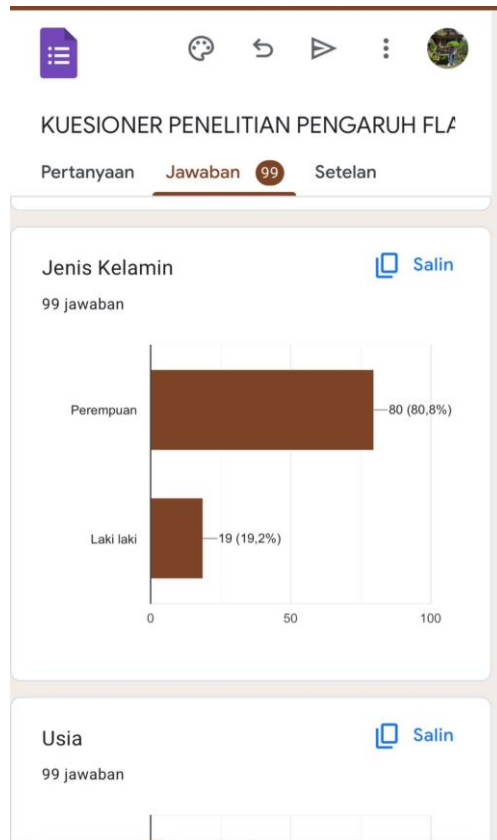 KUESIONER PENELITIAN PENGARUH FLA
Pertanyaan Jawaban 99 Setelan
Jenis Kelamin Salin
99 jawaban
Perempuan 80 (80,8%)
Laki laki 19 (19,2%)
0 50 100
Usia Salin
99 jawaban